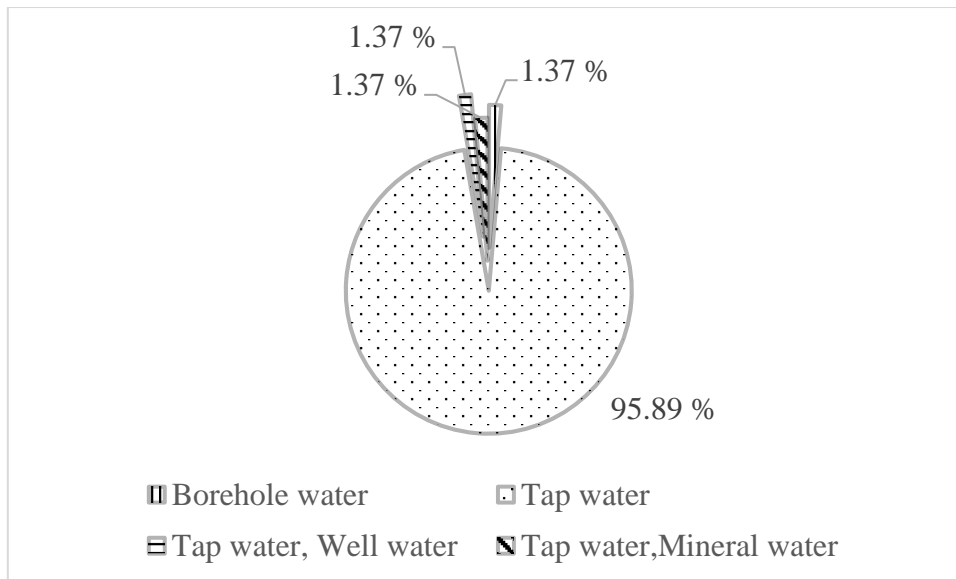 1.37 %
1.37 %
1.37 %
95.89 %
Borehole water
Tap water
Tap water, Well water
Tap water,Mineral water